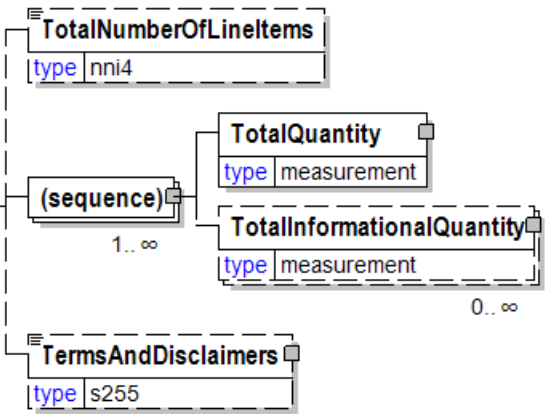 TotalNumberOfLineItems
type nni4
TotalQuantity
type measurement
(sequence)
1.. ∞
TotalInformationalQuantity
type measurement
0.. ∞
TermsAndDisclaimers
type s255